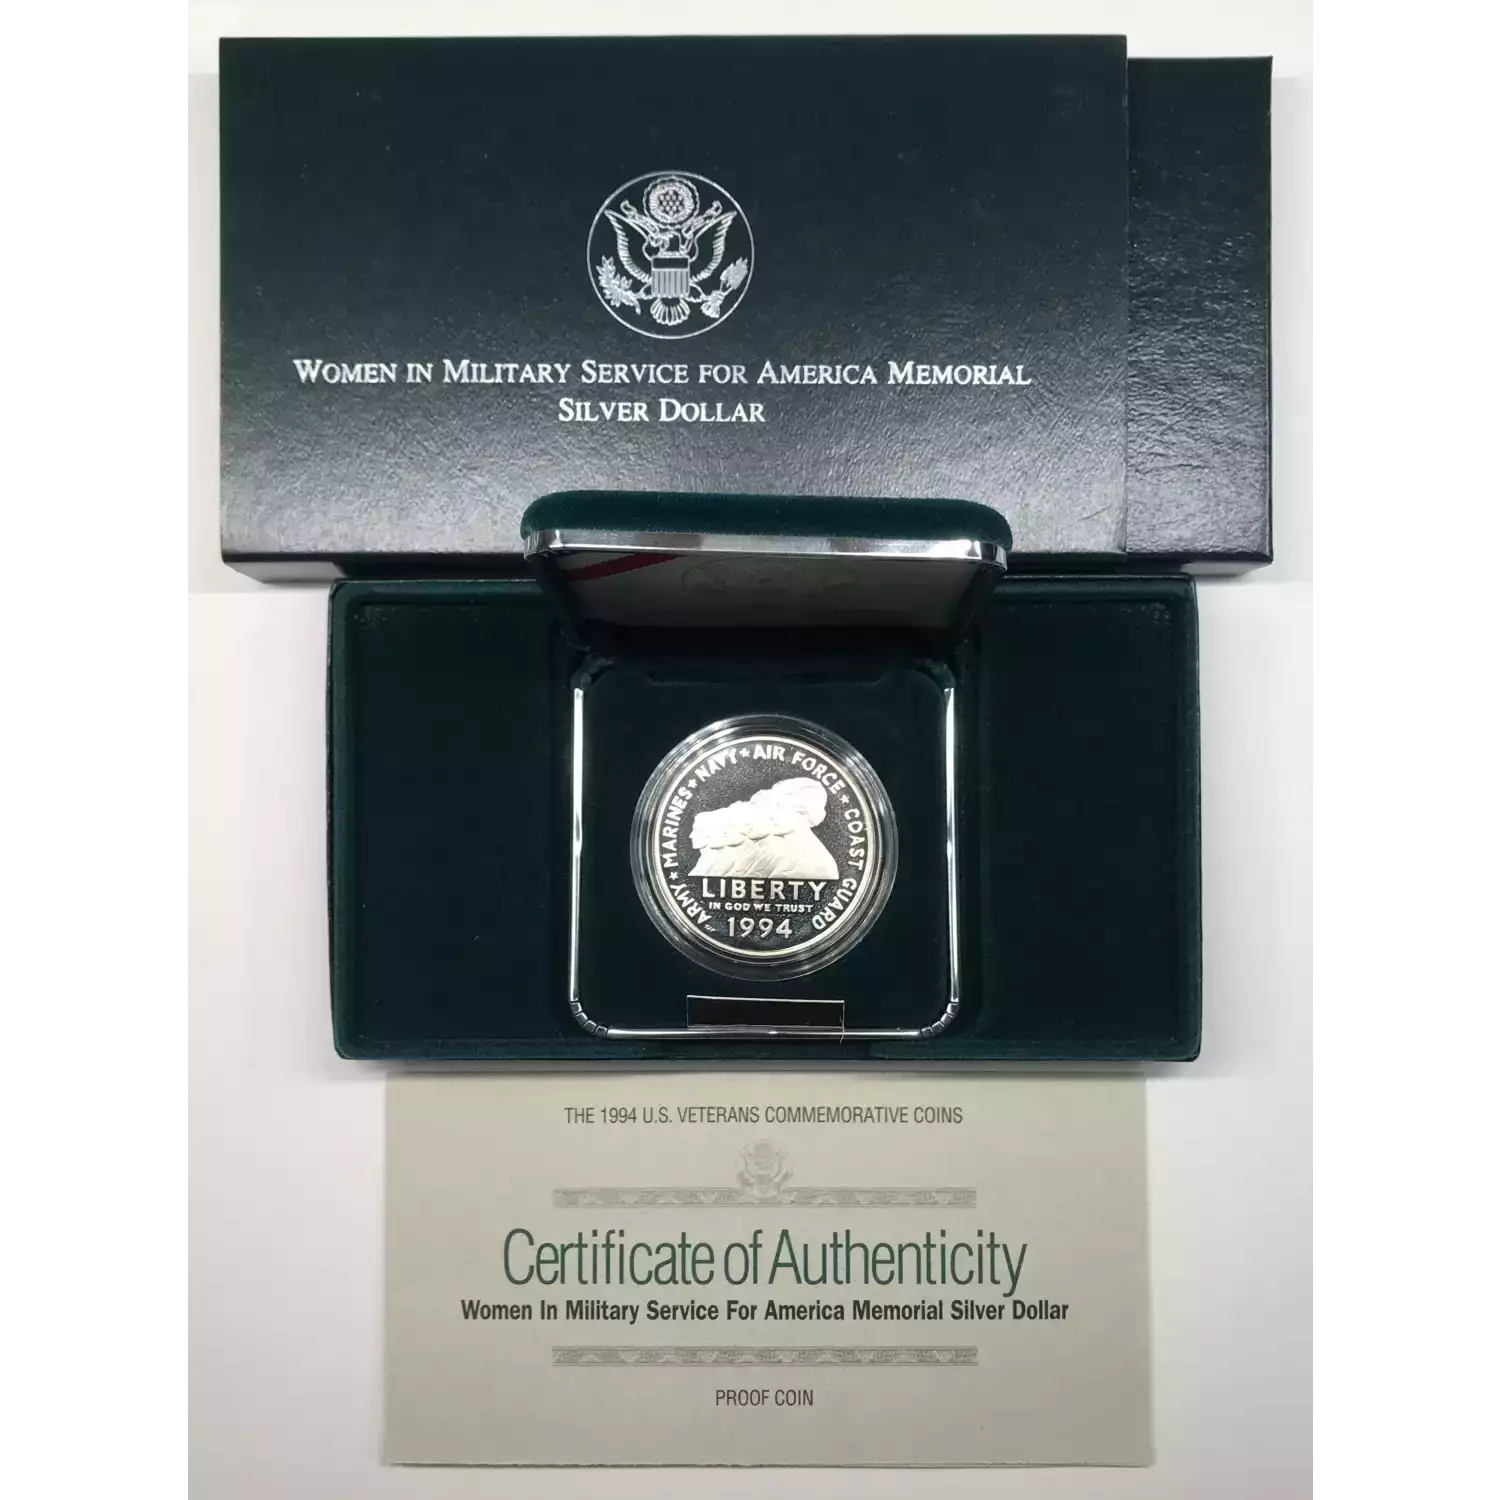 WOMEN IN MILITARY SERVICE FOR AMERICA MEMORIAL
SILVER DOLLAR
ARMY ★ MARINES ★ NAVY ★ AIR FORCE ★ COAST GUARD
LIBERTY
IN GOD WE TRUST
1994
THE 1994 U.S. VETERANS COMMEMORATIVE COINS
Certificate of Authenticity
Women In Military Service For America Memorial Silver Dollar
PROOF COIN